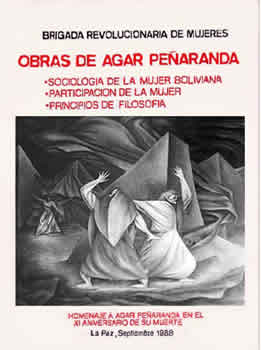 BRIGADA REVOLUCIONARIA DE MUJERES
OBRAS DE AGAR PEÑARANDA
•SOCIOLOGIA DE LA MUJER BOLIVIANA
•PARTICIPACION DE LA MUJER
•PRINCIPIOS DE FILOSOFIA
HOMENAJE A AGAR PEÑARANDA EN EL
XI ANIVERSARIO DE SU MUERTE
La Paz, Septiembre 1988